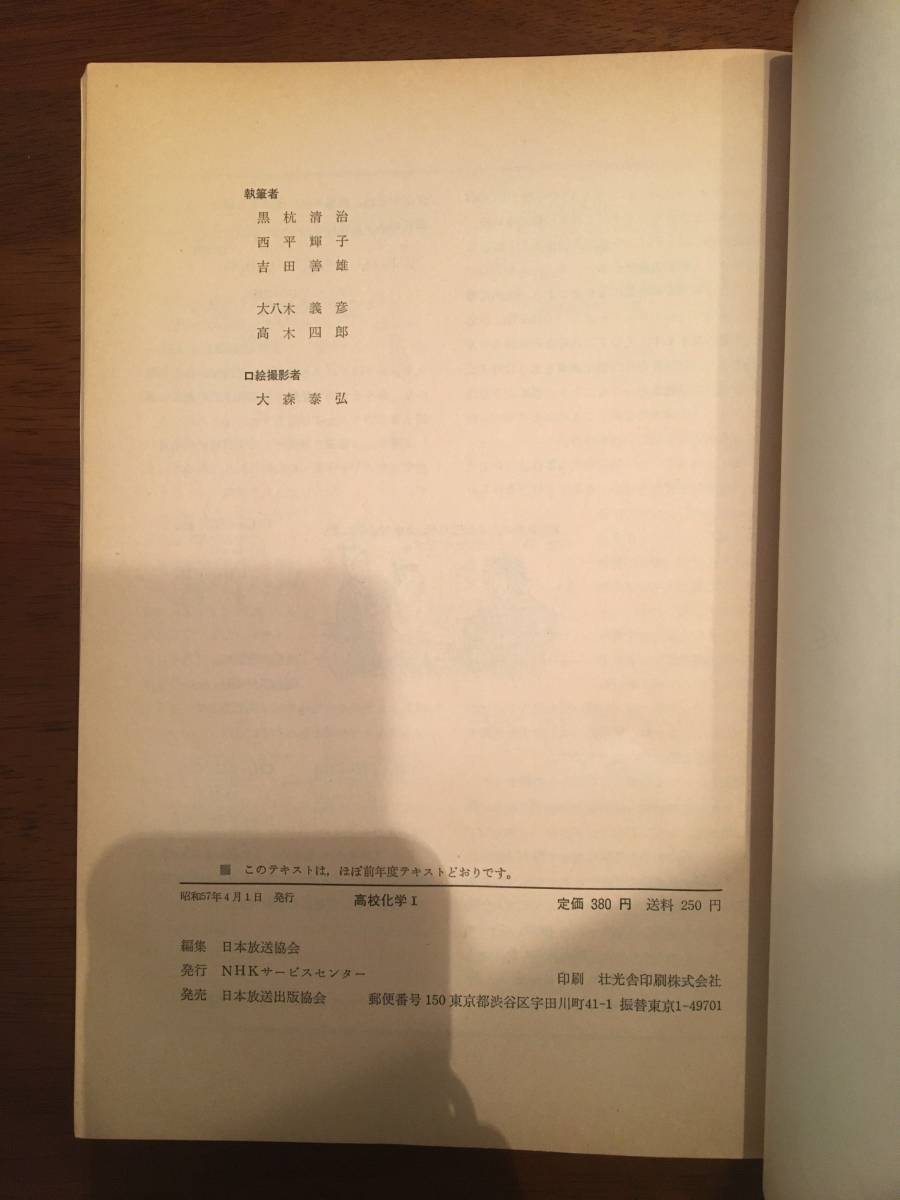 執筆者
黒杭清治
西平輝子
吉田善雄
大八木義彦
高木四郎
口絵撮影者
大森泰弘
■ このテキストは，ほぼ前年度テキストどおりです。
昭和57年4月1日 発行 高校化学Ⅰ 定価 380 円 送料 250 円
編集 日本放送協会
発行 NHKサービスセンター 印刷 壮光舎印刷株式会社
発売 日本放送出版協会 郵便番号150 東京都渋谷区宇田川町41-1 振替東京1-49701